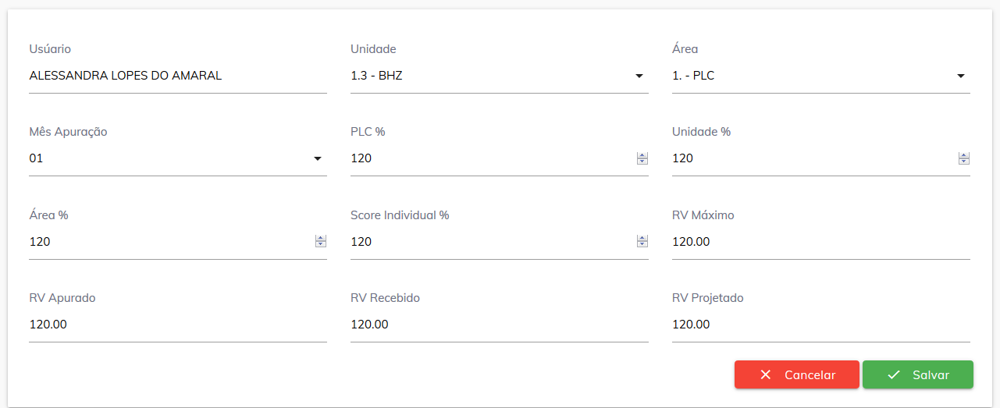 Usúario
Unidade
Área
ALESSANDRA LOPES DO AMARAL
1.3 - BHZ
1. - PLC
Mês Apuração
PLC %
Unidade %
01
120
120
Área %
Score Individual %
RV Máximo
120
120
120.00
RV Apurado
RV Recebido
RV Projetado
120.00
120.00
120.00
Cancelar
Salvar